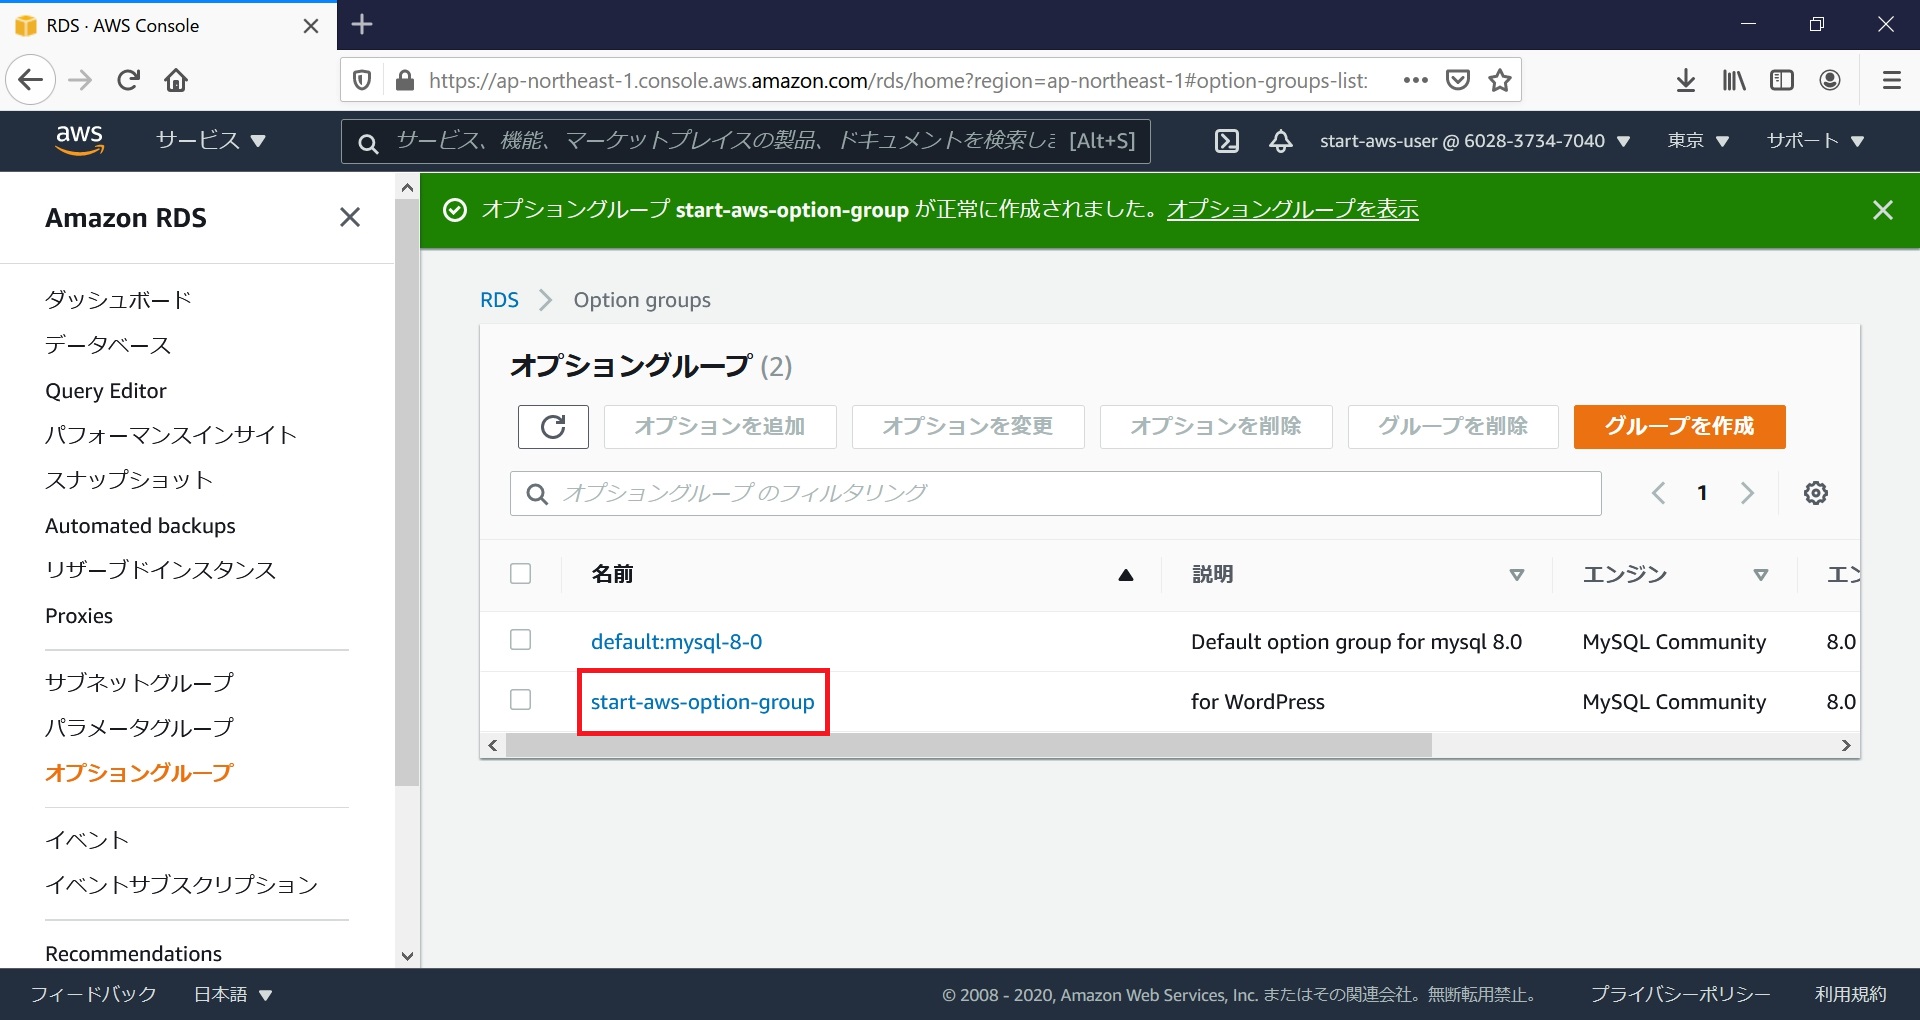 RDS · AWS Console
https://ap-northeast-1.console.aws.amazon.com/rds/home?region=ap-northeast-1#option-groups-list:
aws サービス サービス、機能、マーケットプレイスの製品、ドキュメントを検索しま [Alt+S] start-aws-user @ 6028-3734-7040 東京 サポート
Amazon RDS
ダッシュボード
データベース
Query Editor
パフォーマンスインサイト
スナップショット
Automated backups
リザーブドインスタンス
Proxies
サブネットグループ
パラメータグループ
オプショングループ
イベント
イベントサブスクリプション
Recommendations
オプショングループ start-aws-option-group が正常に作成されました。オプショングループを表示
RDS Option groups
オプショングループ (2)
オプションを追加 オプションを変更 オプションを削除 グループを削除 グループを作成
オプショングループ のフィルタリング 1
名前 説明 エンジン エン
default:mysql-8-0 Default option group for mysql 8.0 MySQL Community 8.0
start-aws-option-group for WordPress MySQL Community 8.0
フィードバック 日本語 © 2008 - 2020, Amazon Web Services, Inc. またはその関連会社。無断転用禁止。 プライバシーポリシー 利用規約